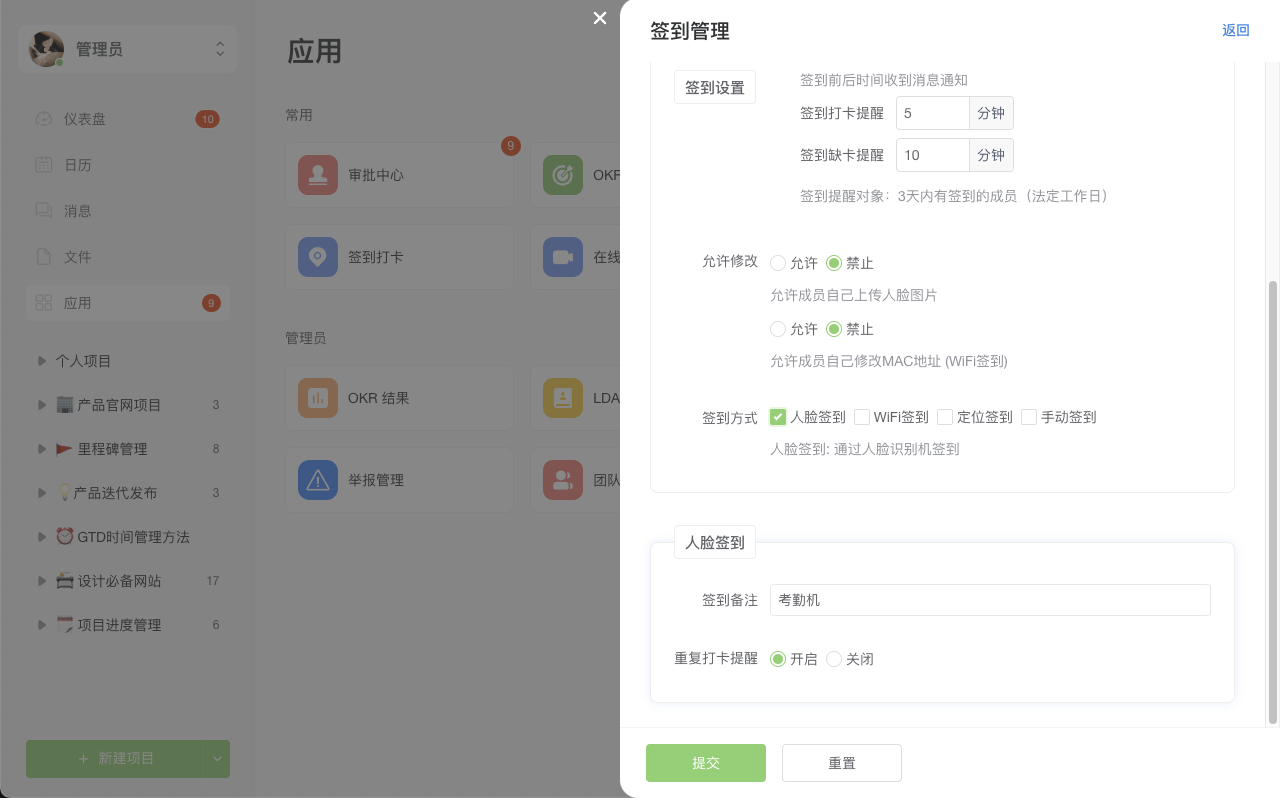 管理员
仪表盘 10
日历
消息
文件
应用 9
个人项目
产品官网项目 3
里程碑管理 8
产品迭代发布 3
GTD时间管理方法
设计必备网站 17
项目进度管理 6
+ 新建项目
应用
常用
审批中心 9
OKR
签到打卡
在线
管理员
OKR 结果
LDA
举报管理
团队
签到管理
返回
签到设置
签到前后时间收到消息通知
签到打卡提醒 5 分钟
签到缺卡提醒 10 分钟
签到提醒对象：3天内有签到的成员（法定工作日）
允许修改 允许 禁止
允许成员自己上传人脸图片
允许 禁止
允许成员自己修改MAC地址 (WiFi签到)
签到方式 人脸签到 WiFi签到 定位签到 手动签到
人脸签到: 通过人脸识别机签到
人脸签到
签到备注 考勤机
重复打卡提醒 开启 关闭
提交 重置